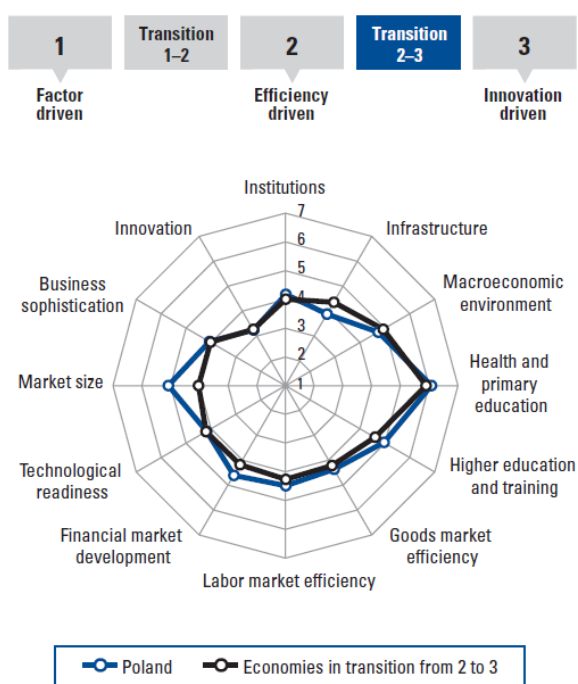 1
Transition
1–2
2
Transition
2–3
3
Factor
driven
Efficiency
driven
Innovation
driven
Institutions
7
Innovation
Infrastructure
6
5
Business
sophistication
Macroeconomic
environment
4
3
2
Market size
1
Health and
primary
education
Technological
readiness
Higher education
and training
Financial market
development
Goods market
efficiency
Labor market efficiency
Poland
Economies in transition from 2 to 3